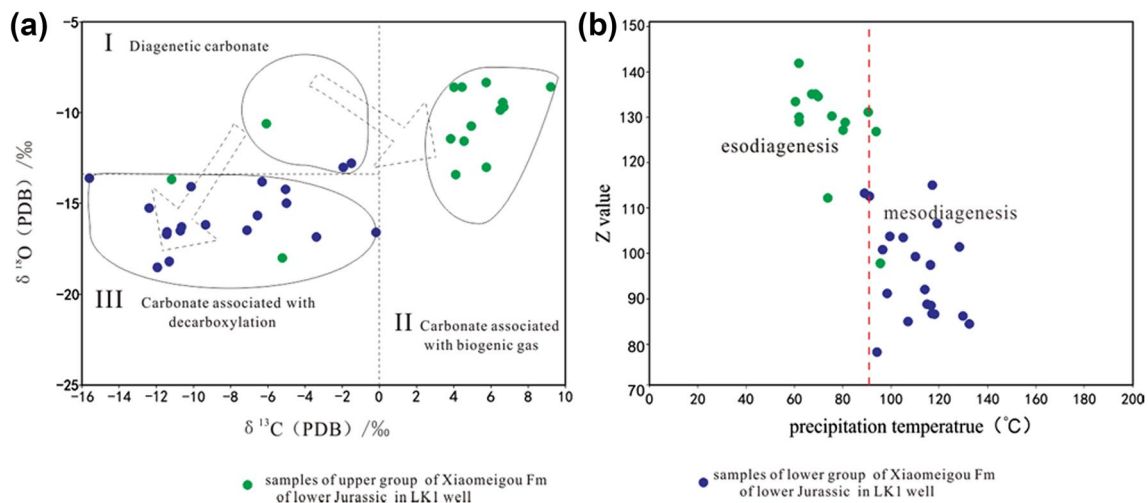 (a)
-5
-10
-15
-20
-25
δ ¹⁸O (PDB) /‰
I Diagenetic carbonate
III Carbonate associated with
decarboxylation
II Carbonate associated
with biogenic gas
-16 -14 -12 -10 -8 -6 -4 -2 0 2 4 6 8 10
δ ¹³C (PDB) /‰
(b)
150
140
130
120
110
100
90
80
70
Z value
esodiagenesis
mesodiagenesis
0 20 40 60 80 100 120 140 160 180 200
precipitation temperatrue (℃)
samples of upper group of Xiaomeigou Fm
of lower Jurassic in LK1 well
samples of lower group of Xiaomeigou Fm
of lower Jurassic in LK1 well